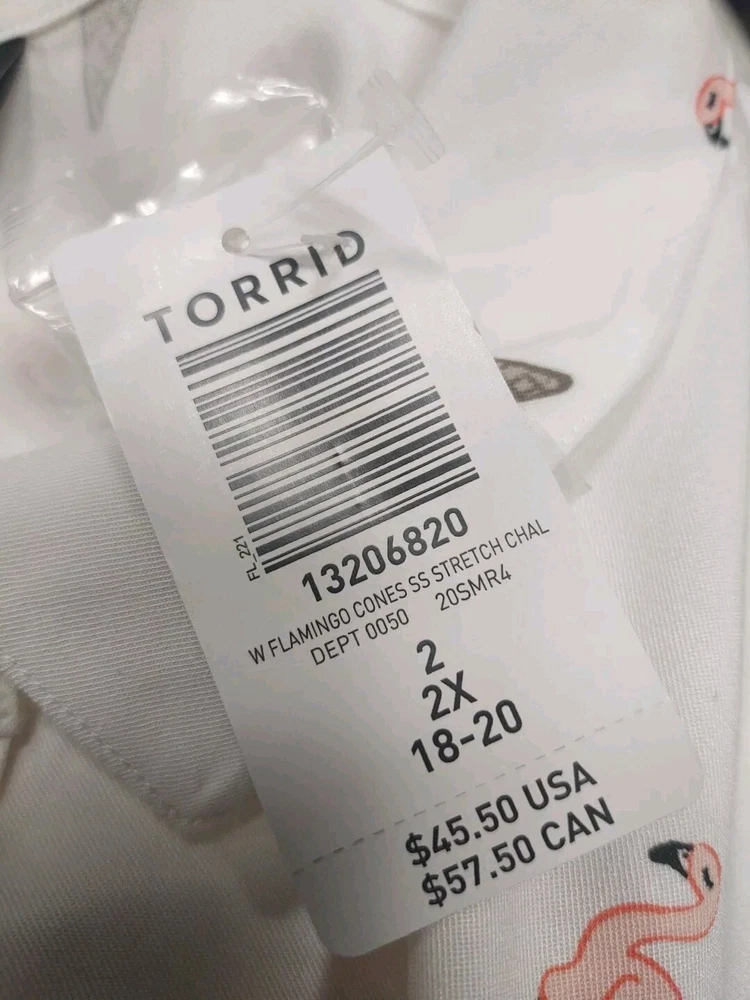 TORRID
FL_221
13206820
W FLAMINGO CONES SS STRETCH CHAL
DEPT 0050 20SMR4
2
2X
18-20
$45.50 USA
$57.50 CAN